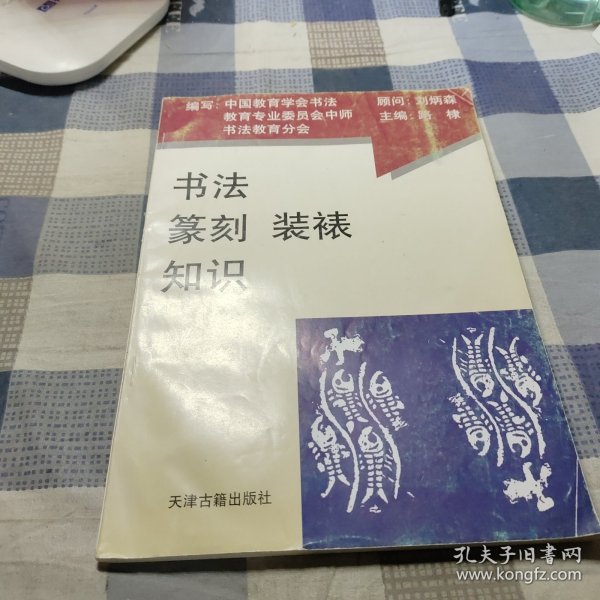 编写：中国教育学会书法
教育专业委员会中师
书法教育分会
顾问：刘炳森
主编：路棣
书法
篆刻 装裱
知识
天津古籍出版社
孔夫子旧书网
www.kongfz.com